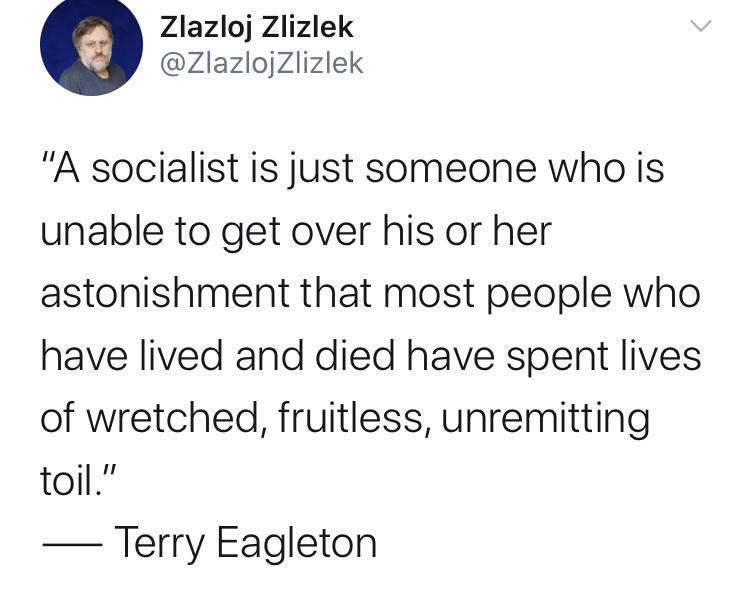 Zlazloj Zlizlek
@ZlazlojZlizlek
"A socialist is just someone who is
unable to get over his or her
astonishment that most people who
have lived and died have spent lives
of wretched, fruitless, unremitting
toil."
—– Terry Eagleton